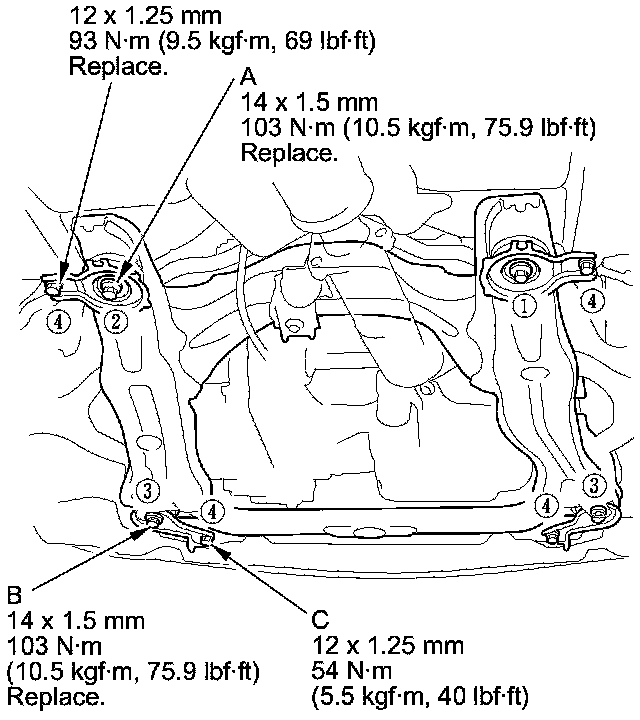 12 x 1.25 mm
93 N·m (9.5 kgf·m, 69 lbf·ft)
Replace.
A
14 x 1.5 mm
103 N·m (10.5 kgf·m, 75.9 lbf·ft)
Replace.
④
②
①
④
③
④
④
③
B
14 x 1.5 mm
103 N·m
(10.5 kgf·m, 75.9 lbf·ft)
Replace.
C
12 x 1.25 mm
54 N·m
(5.5 kgf·m, 40 lbf·ft)